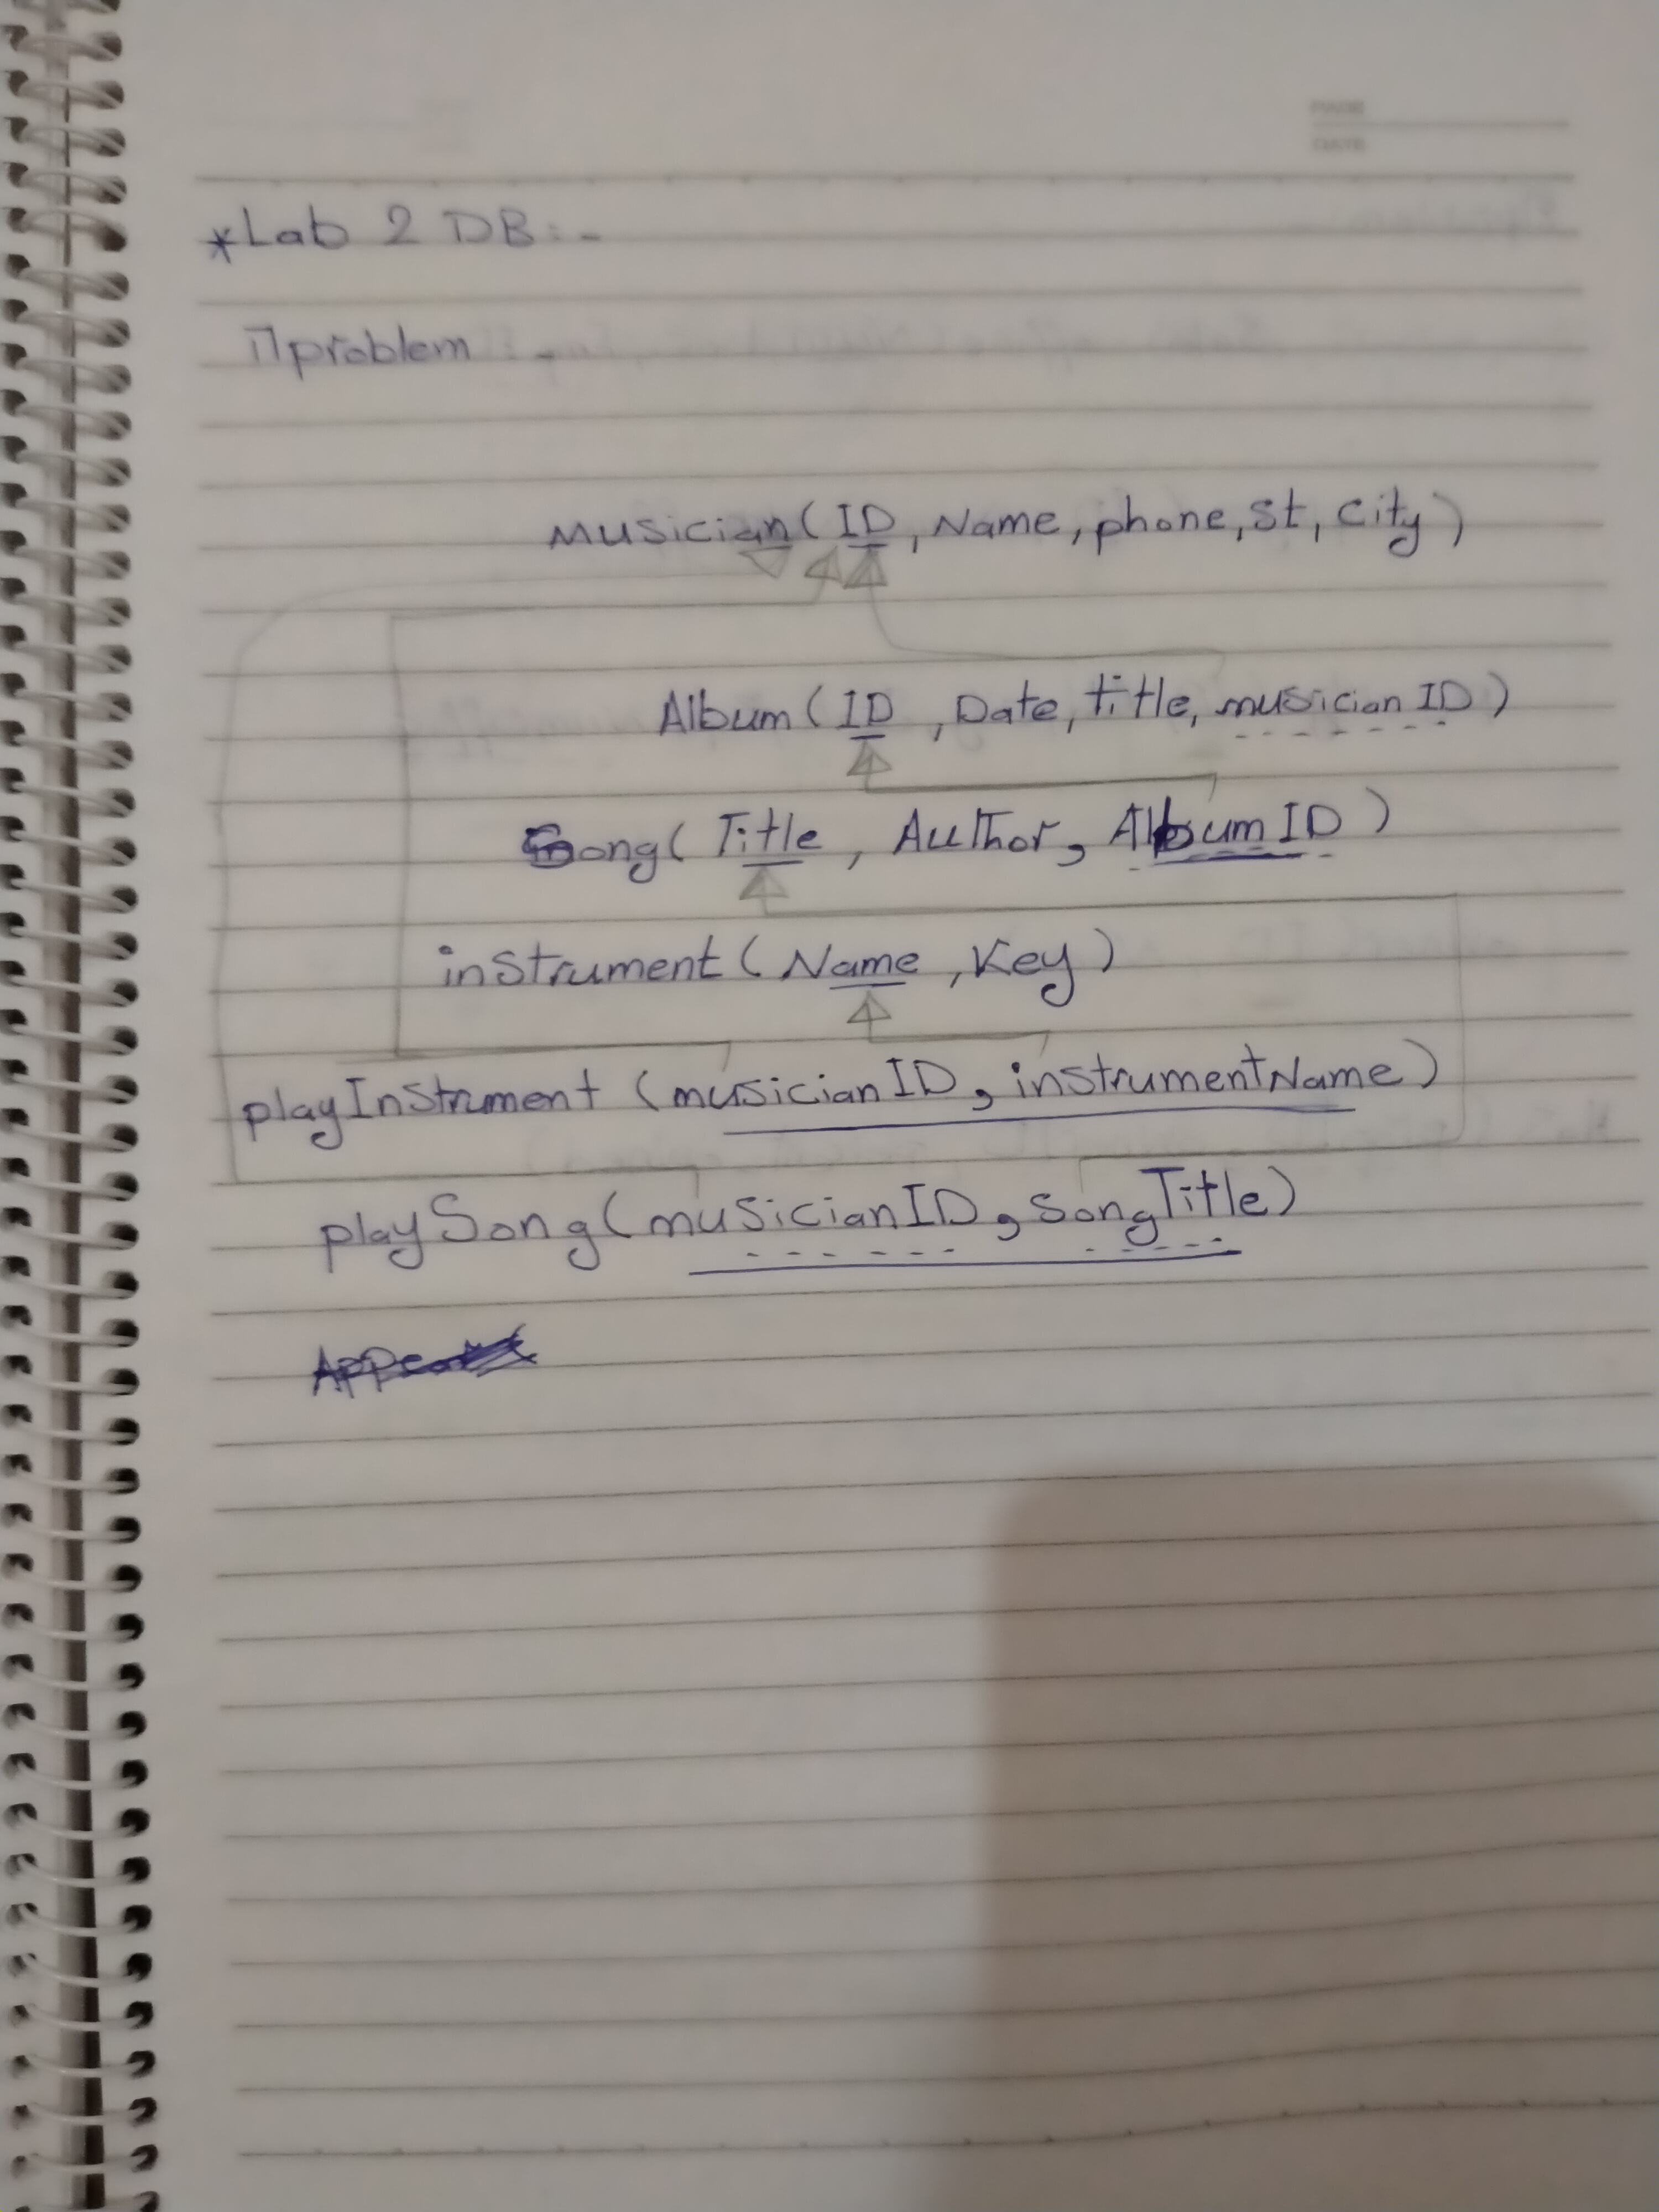 PAGE
DATE
*Lab 2 DB:-
1] problem -
musician ( ID , Name , phone , st , city )
Album ( ID , Date , title , musician ID )
Song ( Title , Author , Album ID )
instrument ( Name , Key )
playInstrument ( musicianID , instrumentName )
playSong ( musicianID , songTitle )